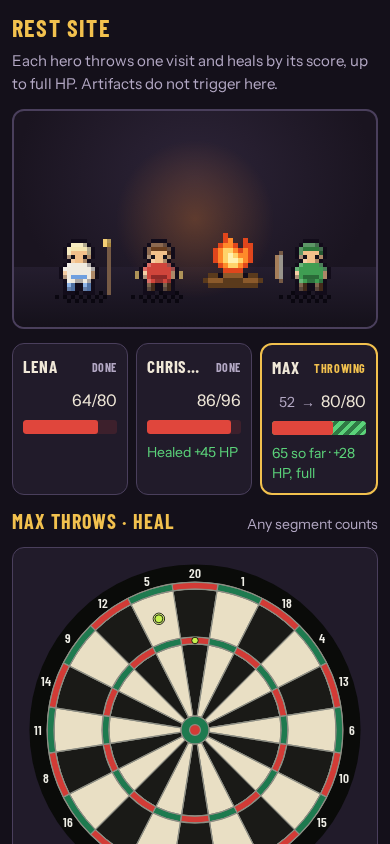 REST SITE
Each hero throws one visit and heals by its score, up
to full HP. Artifacts do not trigger here.
LENA DONE
64/80
CHRIS... DONE
86/96
Healed +45 HP
MAX THROWING
52 → 80/80
65 so far · +28
HP, full
MAX THROWS · HEAL Any segment counts
20
5 1
12 18
9 4
14 13
11 6
8 10
16 15